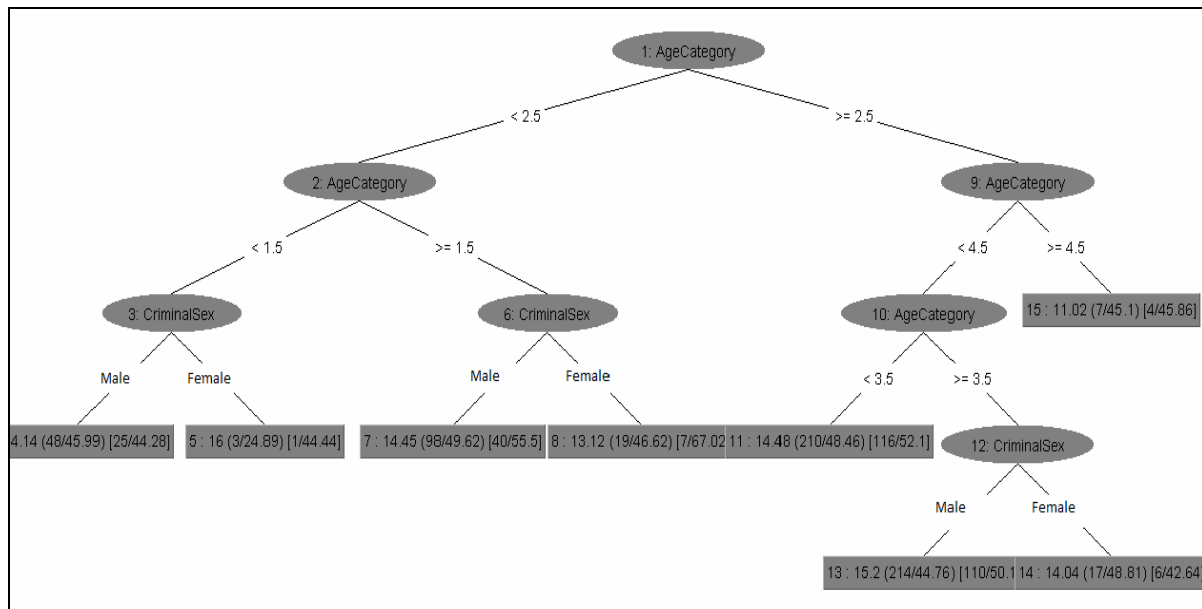 1: AgeCategory
< 2.5
>= 2.5
2: AgeCategory
9: AgeCategory
< 1.5
>= 1.5
< 4.5
>= 4.5
3: CriminalSex
6: CriminalSex
10: AgeCategory
15 : 11.02 (7/45.1) [4/45.86]
Male
Female
Male
Female
< 3.5
>= 3.5
4.14 (48/45.99) [25/44.28]
5 : 16 (3/24.89) [1/44.44]
7 : 14.45 (98/49.62) [40/55.5]
8 : 13.12 (19/46.62) [7/67.02
11 : 14.48 (210/48.46) [116/52.1]
12: CriminalSex
Male
Female
13 : 15.2 (214/44.76) [110/50.1
14 : 14.04 (17/48.81) [6/42.64]